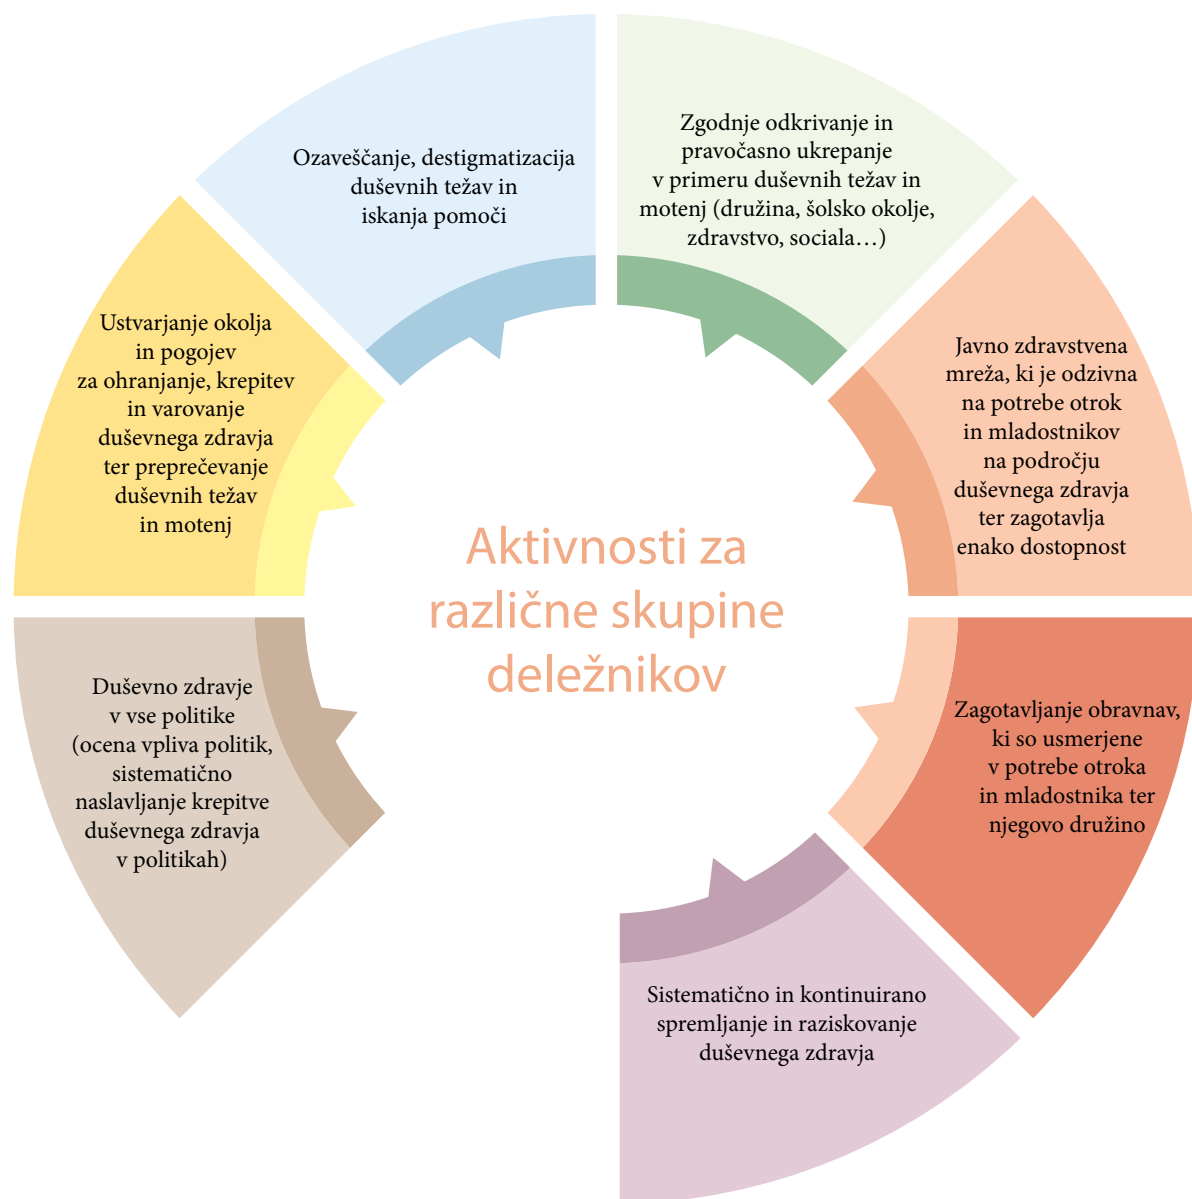 Ozaveščanje, destigmatizacija
duševnih težav in
iskanja pomoči
Zgodnje odkrivanje in
pravočasno ukrepanje
v primeru duševnih težav in
motenj (družina, šolsko okolje,
zdravstvo, sociala…)
Ustvarjanje okolja
in pogojev
za ohranjanje, krepitev
in varovanje
duševnega zdravja
ter preprečevanje
duševnih težav
in motenj
Javno zdravstvena
mreža, ki je odzivna
na potrebe otrok
in mladostnikov
na področju
duševnega zdravja
ter zagotavlja
enako dostopnost
Aktivnosti za
različne skupine
deležnikov
Duševno zdravje
v vse politike
(ocena vpliva politik,
sistematično
naslavljanje krepitve
duševnega zdravja
v politikah)
Zagotavljanje obravnav,
ki so usmerjene
v potrebe otroka
in mladostnika ter
njegovo družino
Sistematično in kontinuirano
spremljanje in raziskovanje
duševnega zdravja